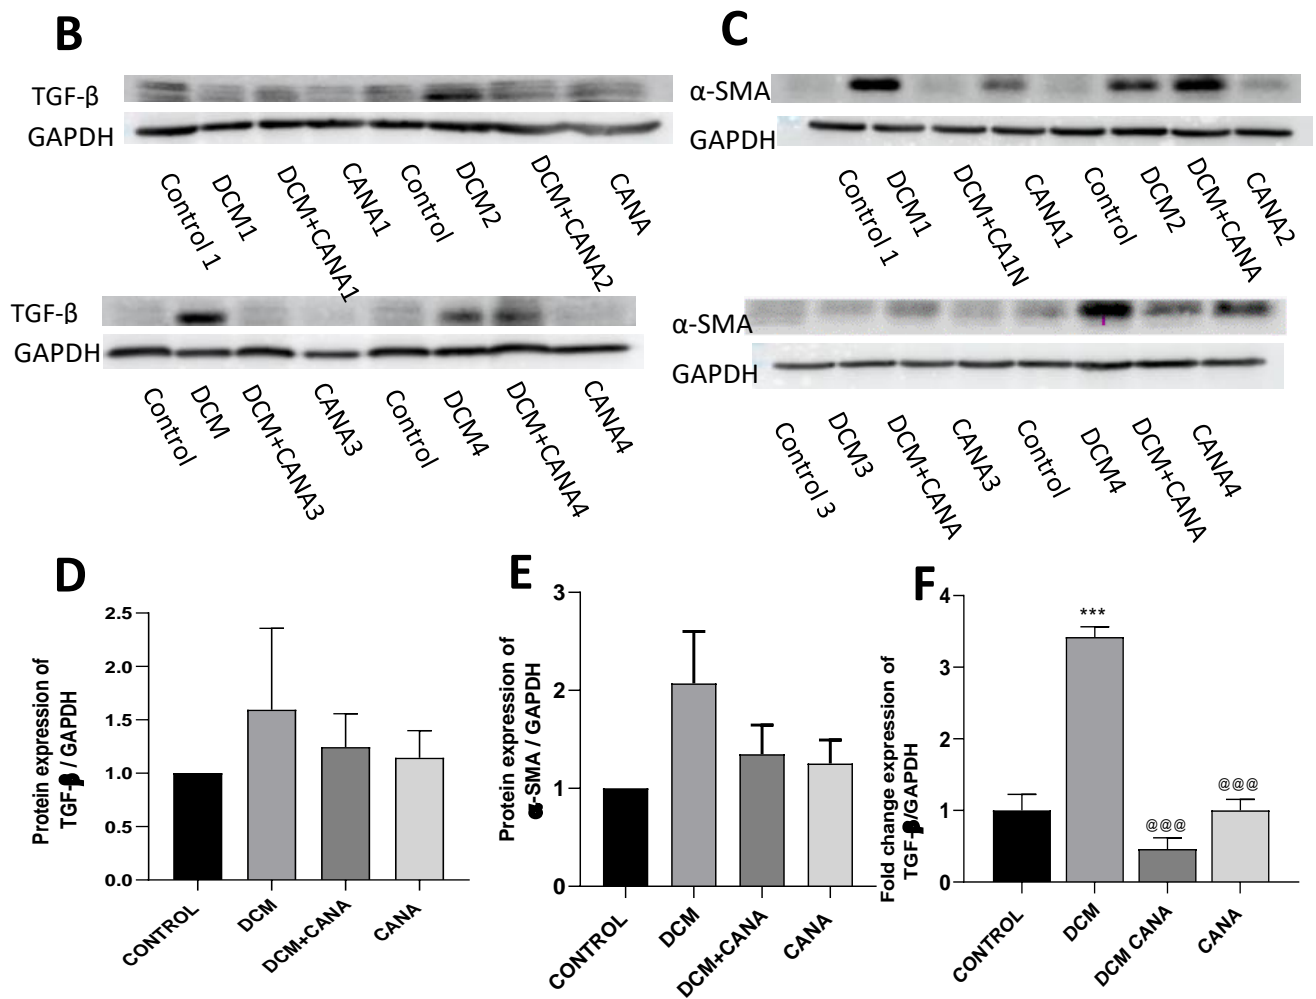 B
TGF-β
GAPDH
Control 1
DCM1
DCM+CANA1
CANA1
Control
DCM2
DCM+CANA2
CANA
TGF-β
GAPDH
Control
DCM
DCM+CANA3
CANA3
Control
DCM4
DCM+CANA4
CANA4
C
α-SMA
GAPDH
Control 1
DCM1
DCM+CA1N
CANA1
Control
DCM2
DCM+CANA
CANA2
α-SMA
GAPDH
Control 3
DCM3
DCM+CANA
CANA3
Control
DCM4
DCM+CANA
CANA4
D
Protein expression of
TGF-β / GAPDH
2.5
2.0
1.5
1.0
0.5
0.0
CONTROL
DCM
DCM+CANA
CANA
E
Protein expression of
α-SMA / GAPDH
3
2
1
0
CONTROL
DCM
DCM+CANA
CANA
F
Fold change expression of
TGF-β/GAPDH
4
3
2
1
0
***
@@@
@@@
CONTROL
DCM
DCM CANA
CANA